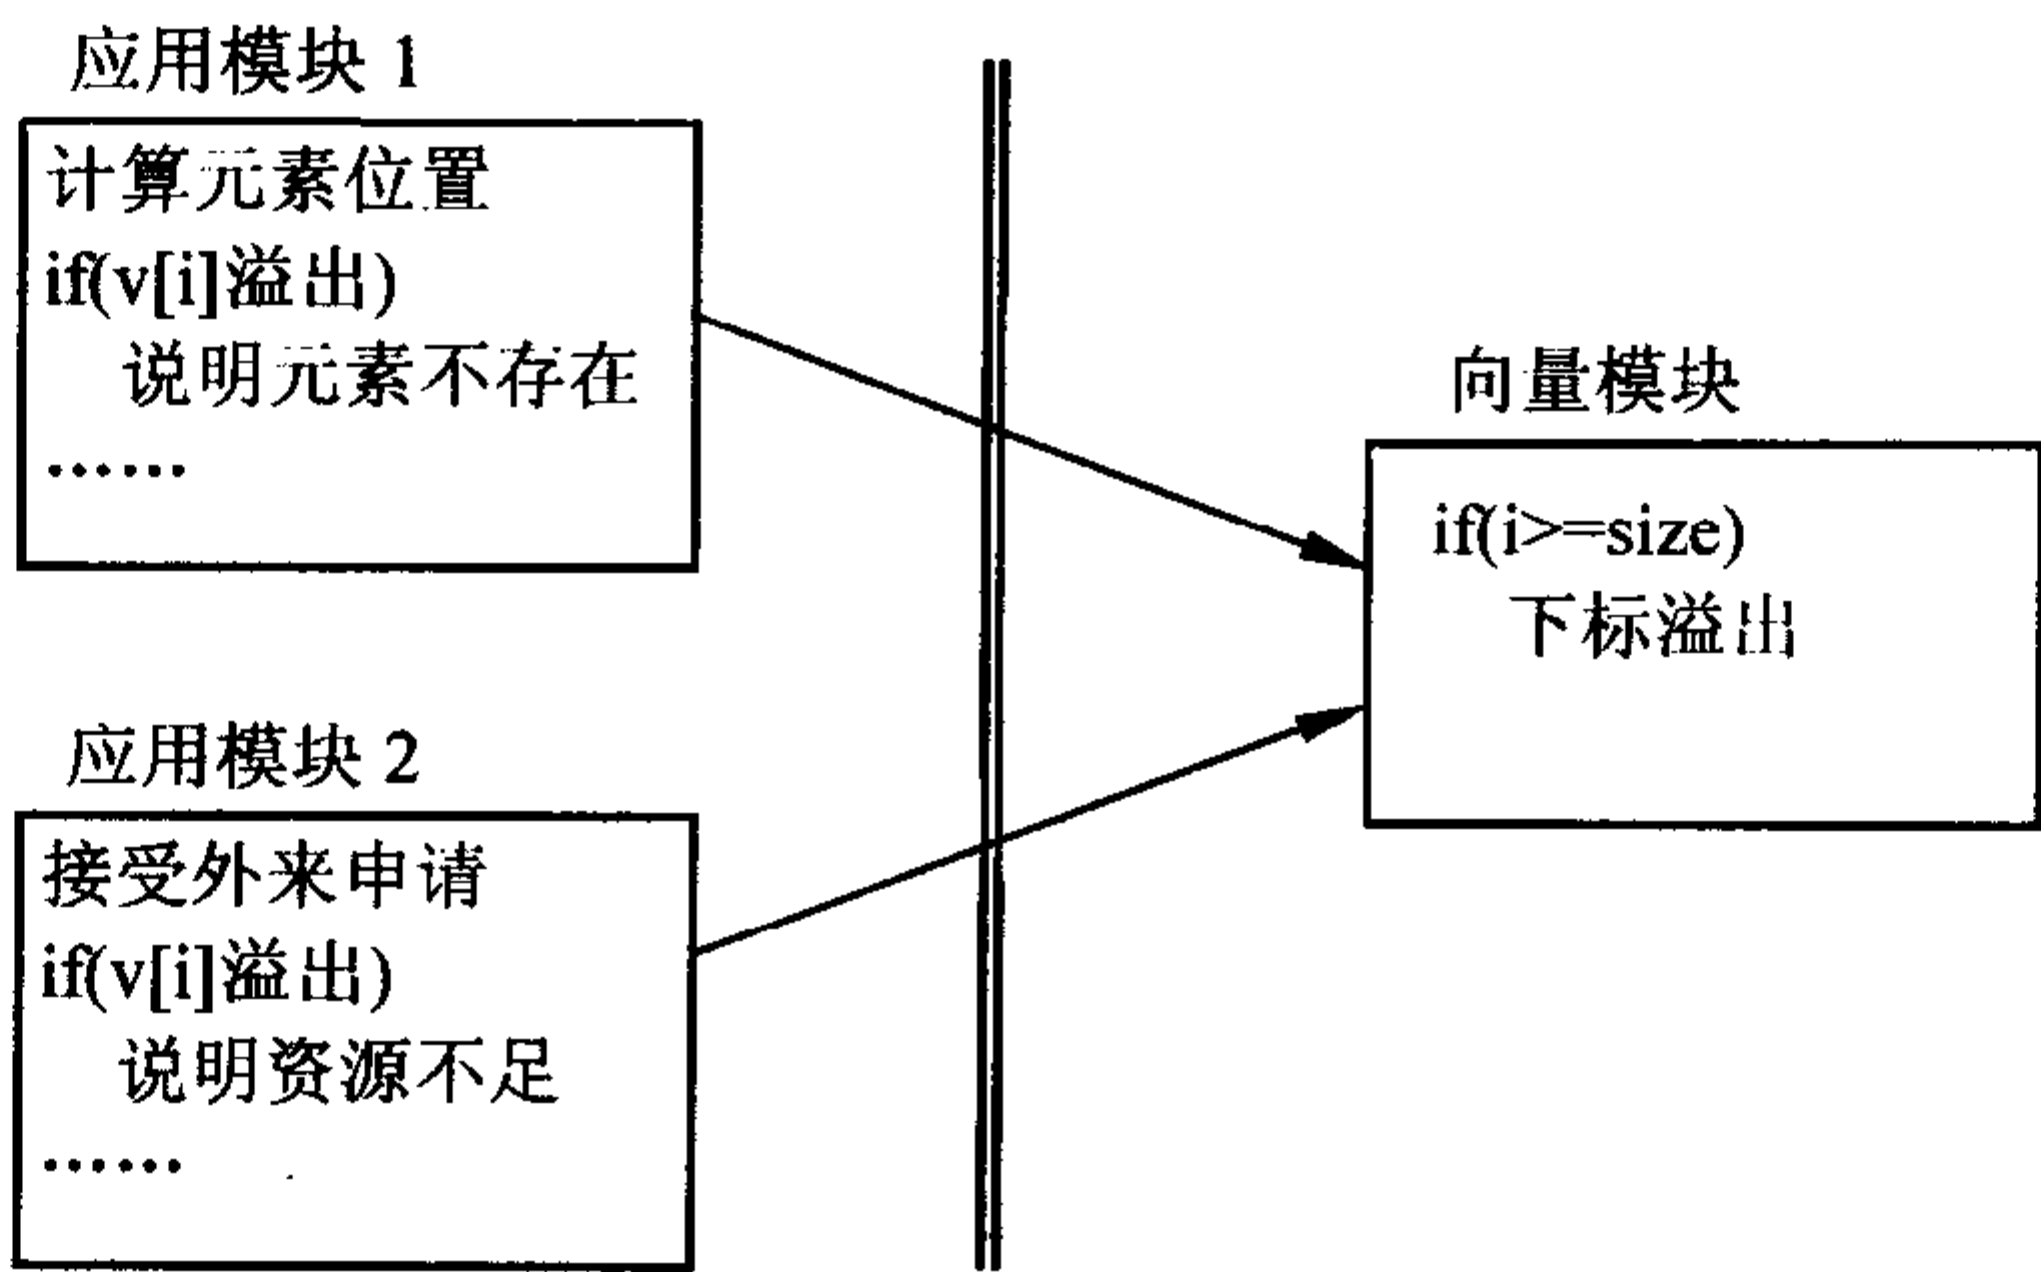 应用模块 1
计算元素位置
if(v[i]溢出)
说明元素不存在
······
应用模块 2
接受外来申请
if(v[i]溢出)
说明资源不足
······
向量模块
if(i>=size)
下标溢出